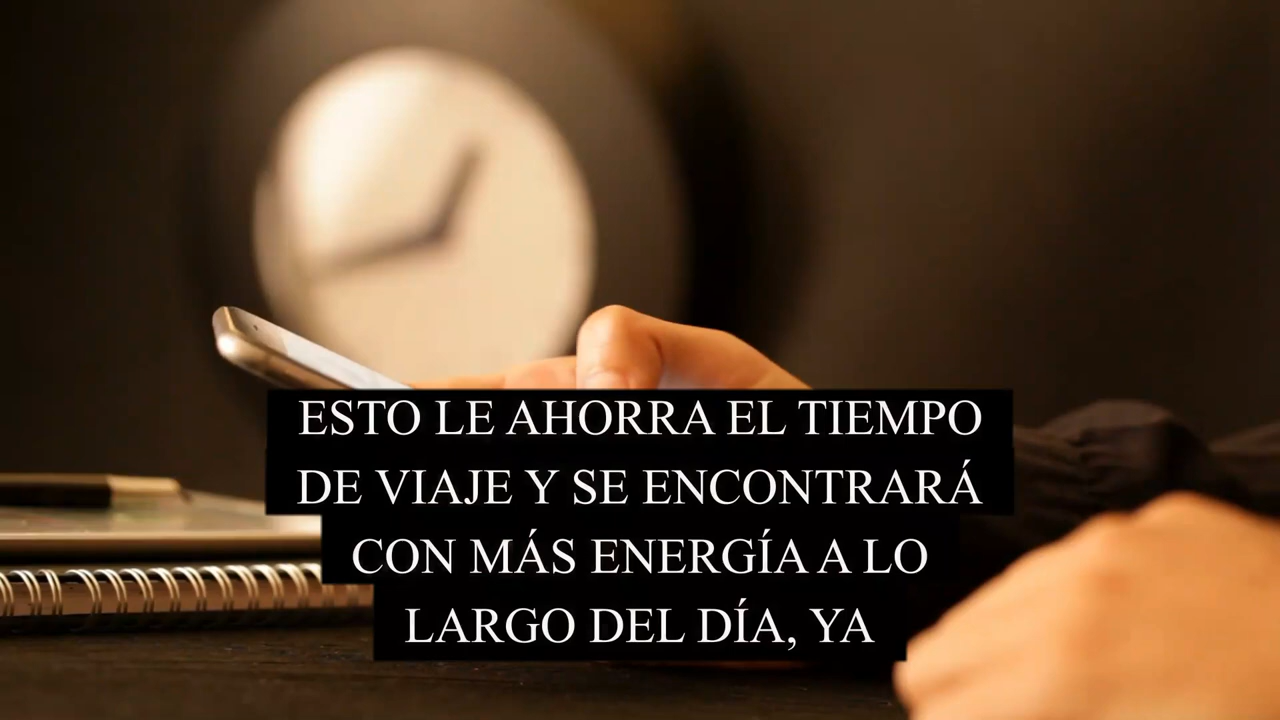 ESTO LE AHORRA EL TIEMPO
DE VIAJE Y SE ENCONTRARÁ
CON MÁS ENERGÍA A LO
LARGO DEL DÍA, YA